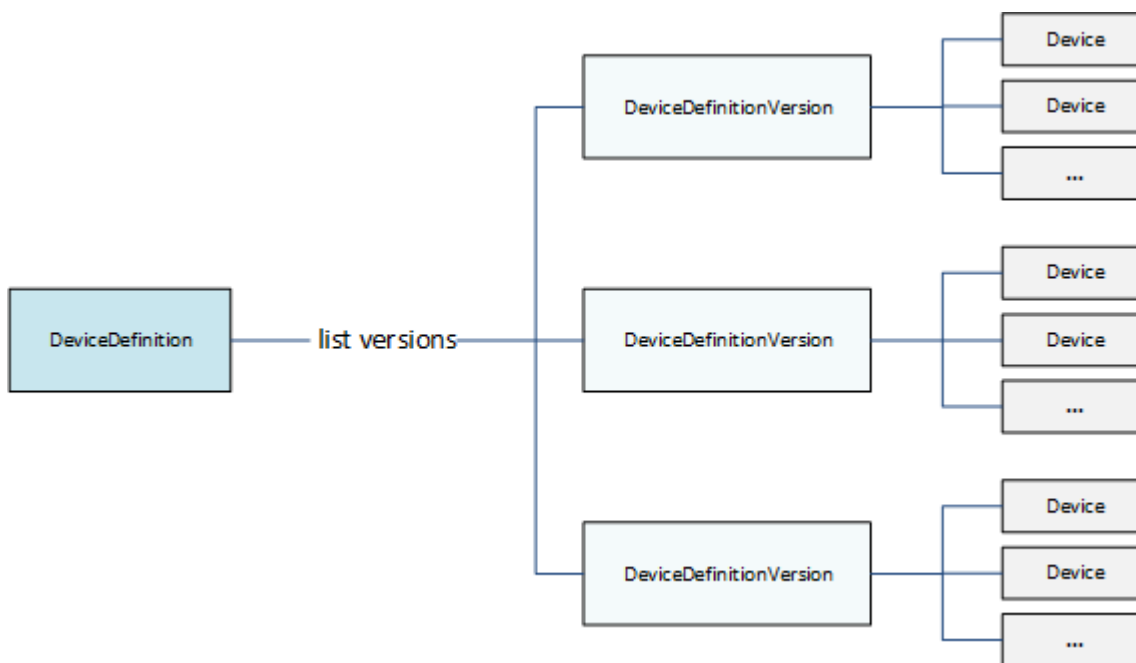 Device
DeviceDefinitionVersion
Device
...
Device
DeviceDefinition
list versions
DeviceDefinitionVersion
Device
...
Device
DeviceDefinitionVersion
Device
...